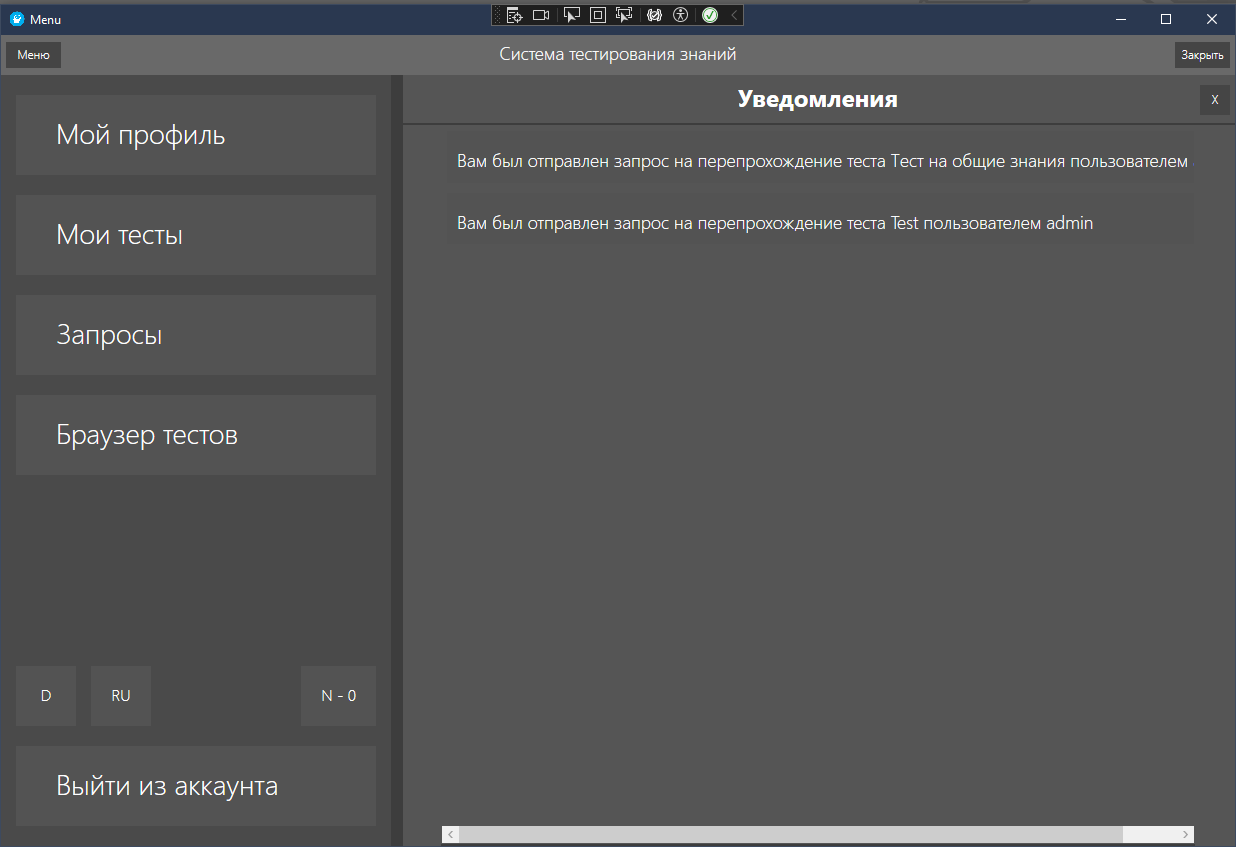 Menu
Меню
Система тестирования знаний
Закрыть
Мой профиль
Мои тесты
Запросы
Браузер тестов
D
RU
N - 0
Выйти из аккаунта
Уведомления
X
Вам был отправлен запрос на перепрохождение теста Тест на общие знания пользователем
Вам был отправлен запрос на перепрохождение теста Test пользователем admin